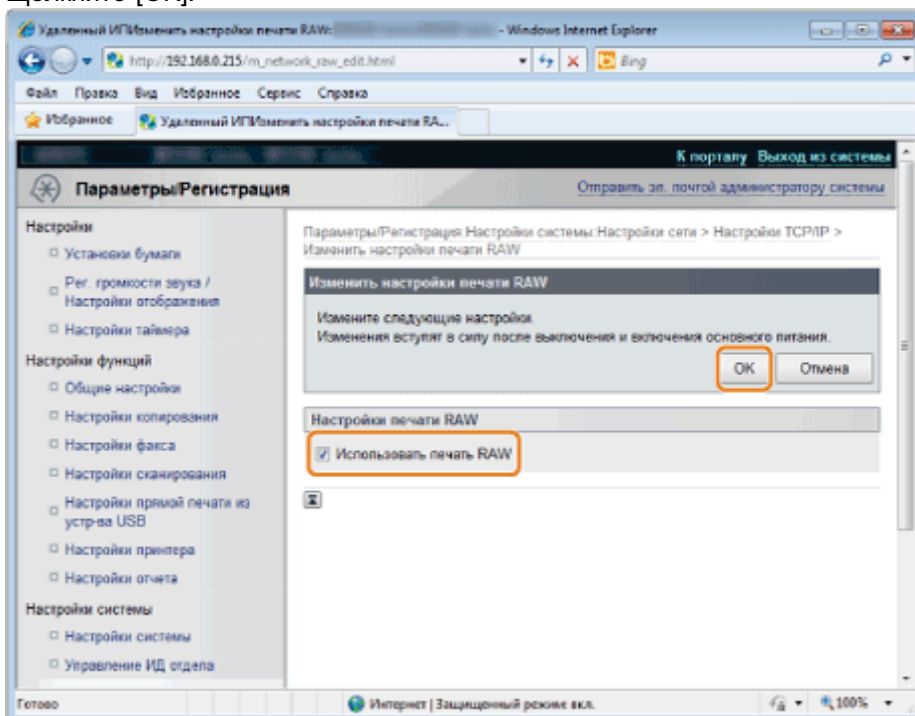 Щелкните [OK].
Удаленный ИПИзменить настройки печати RAW: - Windows Internet Explorer
http://192.168.0.215/m_network_raw_edit.html
Bing
Файл Правка Вид Избранное Сервис Справка
Избранное
Удаленный ИПИзменить настройки печати RA...
К порталу Выход из системы
Параметры/Регистрация
Отправить эл. почтой администратору системы
Настройки
Установки бумаги
Рег. громкости звука /
Настройки отображения
Настройки таймера
Настройки функций
Общие настройки
Настройки копирования
Настройки факса
Настройки сканирования
Настройки прямой печати из
устр-ва USB
Настройки принтера
Настройки отчета
Настройки системы
Настройки системы
Управление ИД отдела
Параметры/Регистрация:Настройки системы:Настройки сети > Настройки TCP/IP >
Изменить настройки печати RAW
Изменить настройки печати RAW
Измените следующие настройки.
Изменения вступят в силу после выключения и включения основного питания.
OK Отмена
Настройки печати RAW
Использовать печать RAW
Готово
Интернет | Защищенный режим: вкл.
100%